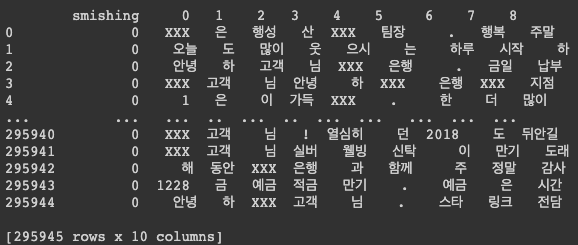 smishing 0 1 2 3 4 5 6 7 8
0 0 XXX 은 행성 산 XXX 팀장 . 행복 주말
1 0 오늘 도 많이 웃 으시 는 하루 시작 하
2 0 안녕 하 고객 님 XXX 은행 . 금일 납부
3 0 XXX 고객 님 안녕 하 XXX 은행 XXX 지점
4 0 1 은 이 가득 XXX . 한 더 많이
... ... ... .. ... .. ... ... ... ... ...
295940 0 XXX 고객 님 ! 열심히 던 2018 도 뒤안길
295941 0 XXX 고객 님 실버 웰빙 신탁 이 만기 도래
295942 0 해 동안 XXX 은행 과 함께 주 정말 감사
295943 0 1228 금 예금 적금 만기 . 예금 은 시간
295944 0 안녕 하 XXX 고객 님 . 스타 링크 전담
[295945 rows x 10 columns]